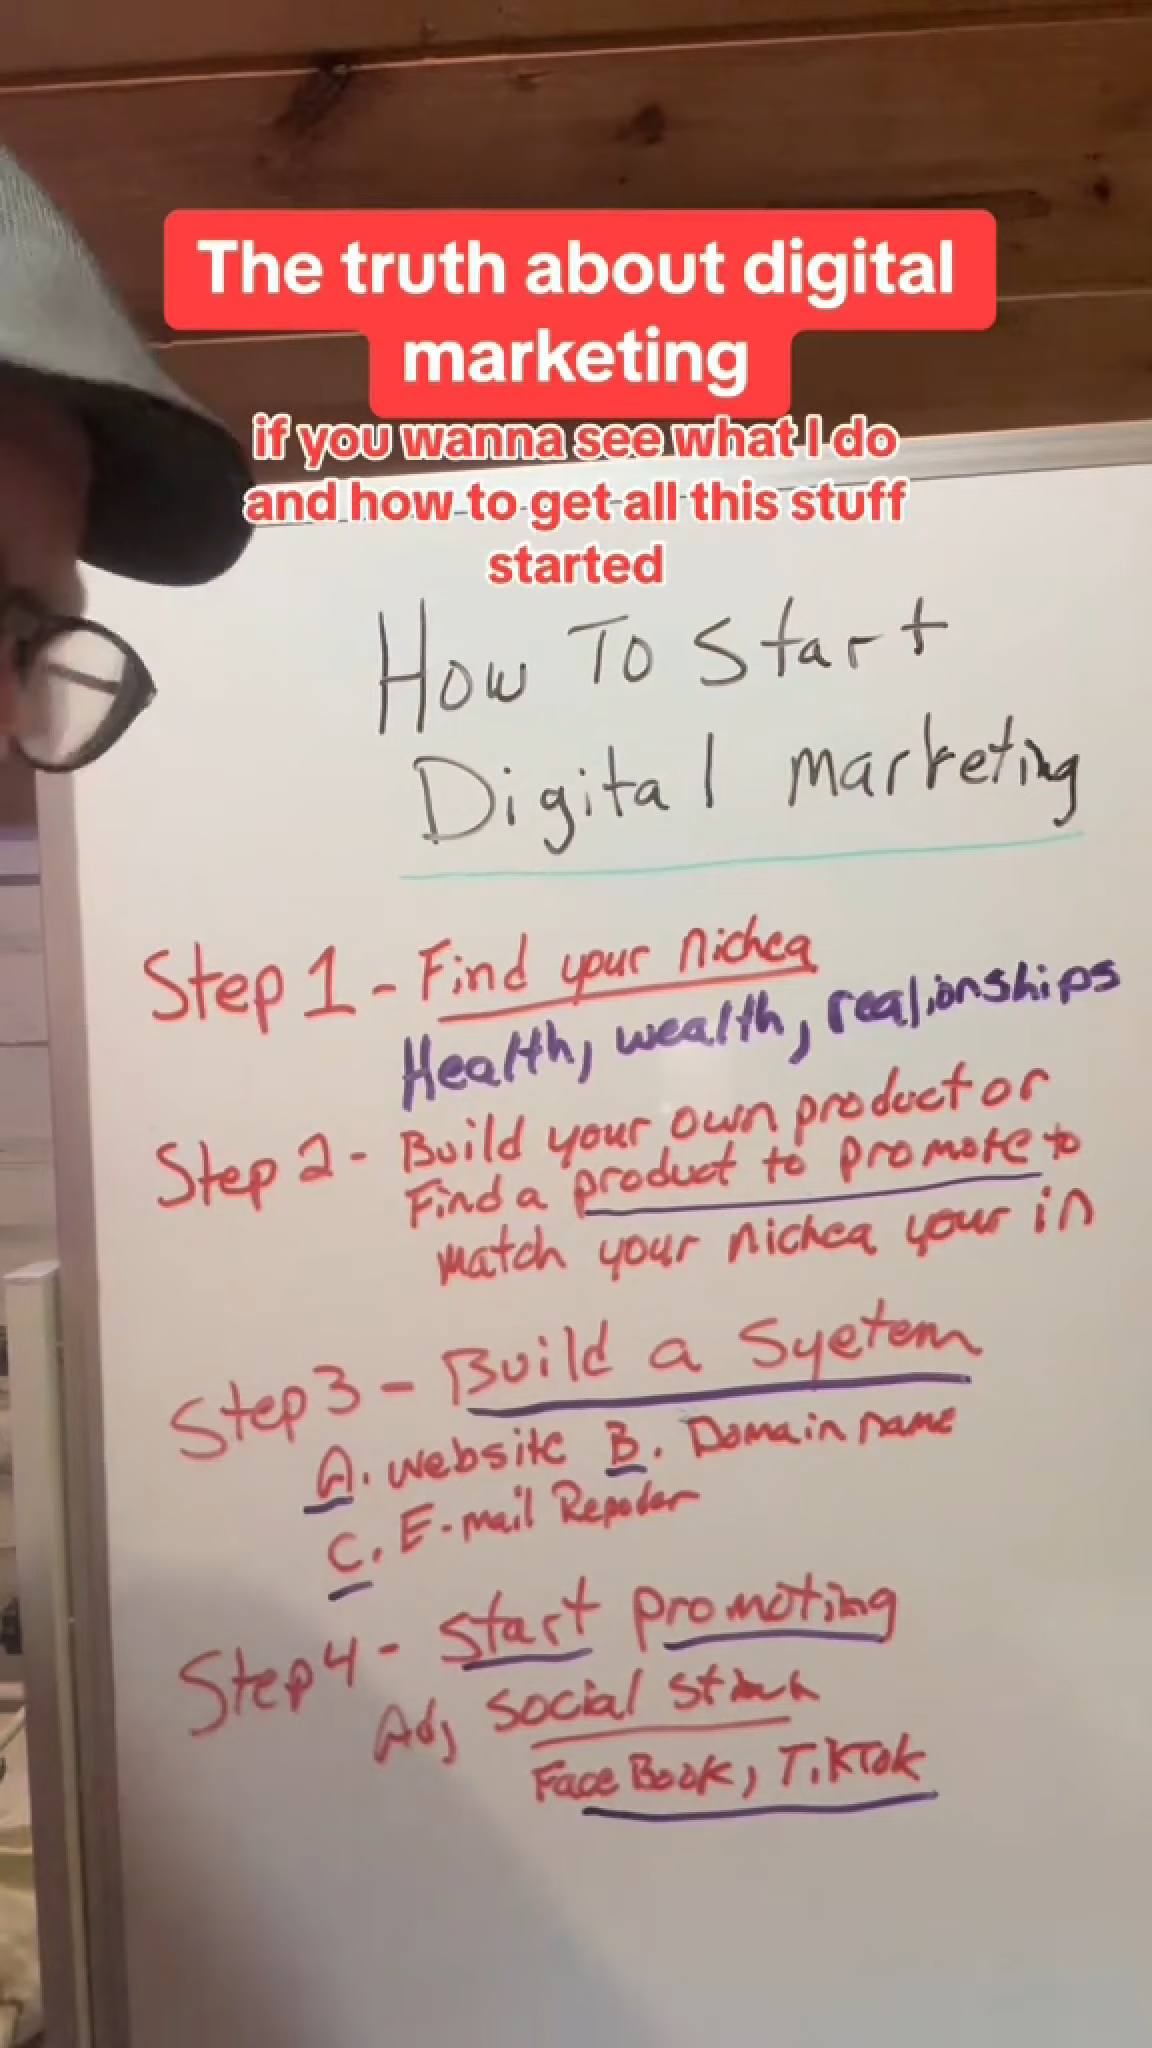 The truth about digital
marketing
if you wanna see what I do
and how to get all this stuff
started
How To Start
Digital marketing
Step 1 - Find your nichea
Health, wealth, realionships
Step 2 - Build your own product or
Find a product to promote to
match your nichea your in
Step 3 - Build a Syetem
A. website B. Domain name
C. E-mail
Step 4 - Start promoting
social
FaceBook, TikTok